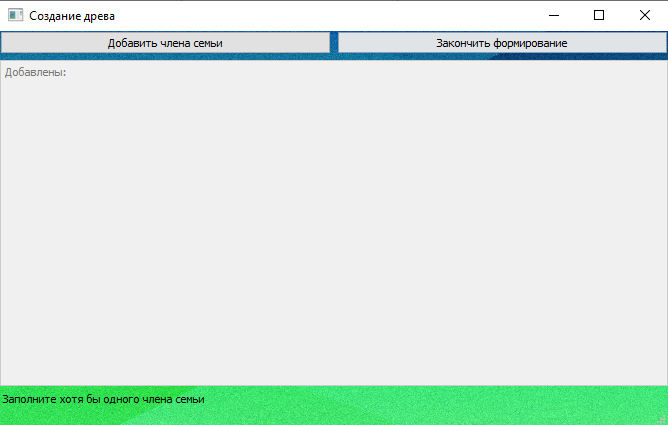 Создание древа
Добавить члена семьи
Закончить формирование
Добавлены:
Заполните хотя бы одного члена семьи